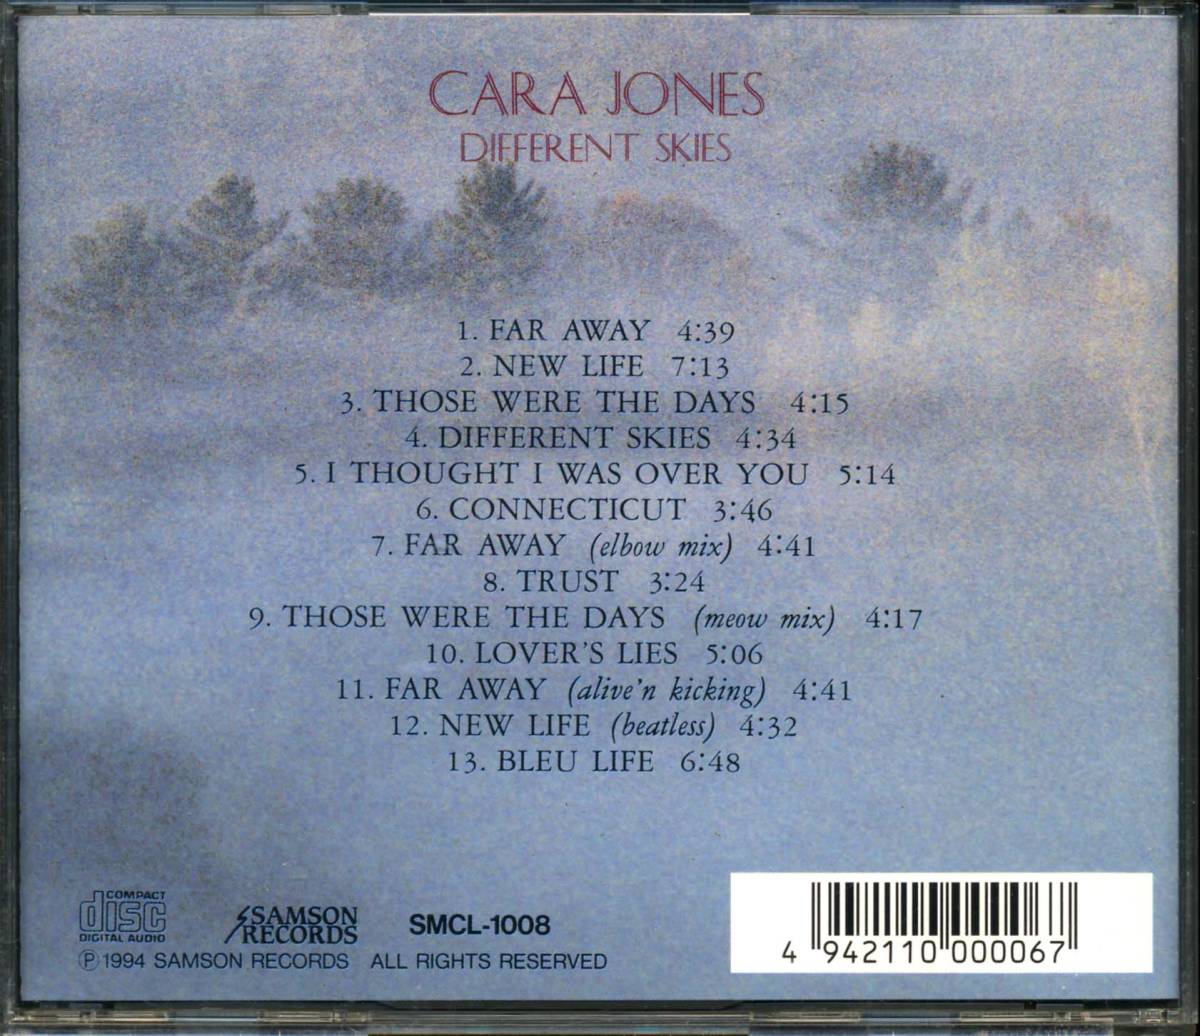 CARA JONES
DIFFERENT SKIES
1. FAR AWAY 4:39
2. NEW LIFE 7:13
3. THOSE WERE THE DAYS 4:15
4. DIFFERENT SKIES 4:34
5. I THOUGHT I WAS OVER YOU 5:14
6. CONNECTICUT 3:46
7. FAR AWAY (elbow mix) 4:41
8. TRUST 3:24
9. THOSE WERE THE DAYS (meow mix) 4:17
10. LOVER'S LIES 5:06
11. FAR AWAY (alive'n kicking) 4:41
12. NEW LIFE (beatless) 4:32
13. BLEU LIFE 6:48
COMPACT
disc
DIGITAL AUDIO
SAMSON
RECORDS
SMCL-1008
Ⓟ1994 SAMSON RECORDS ALL RIGHTS RESERVED
4 942110 000067